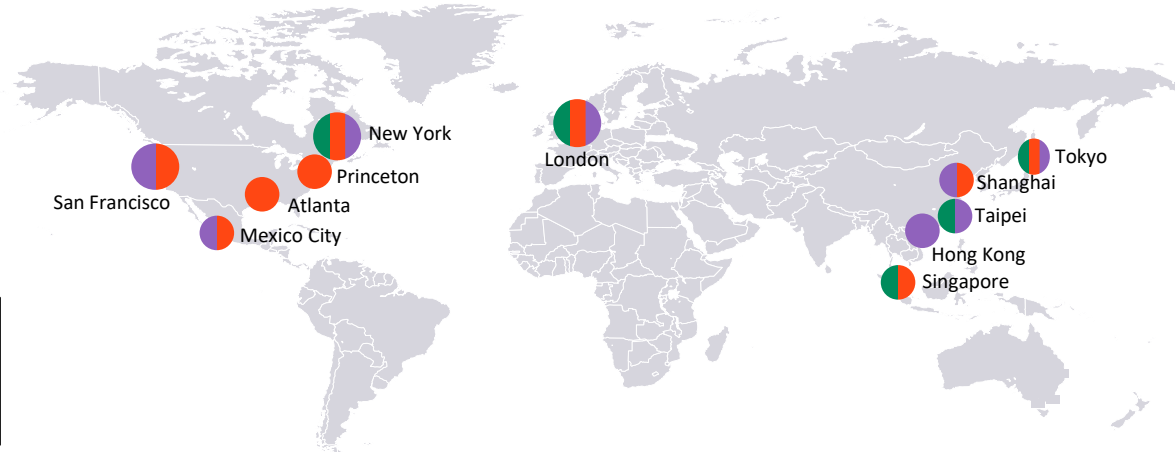 New York
London
Tokyo
Princeton
Shanghai
San Francisco
Atlanta
Taipei
Mexico City
Hong Kong
Singapore